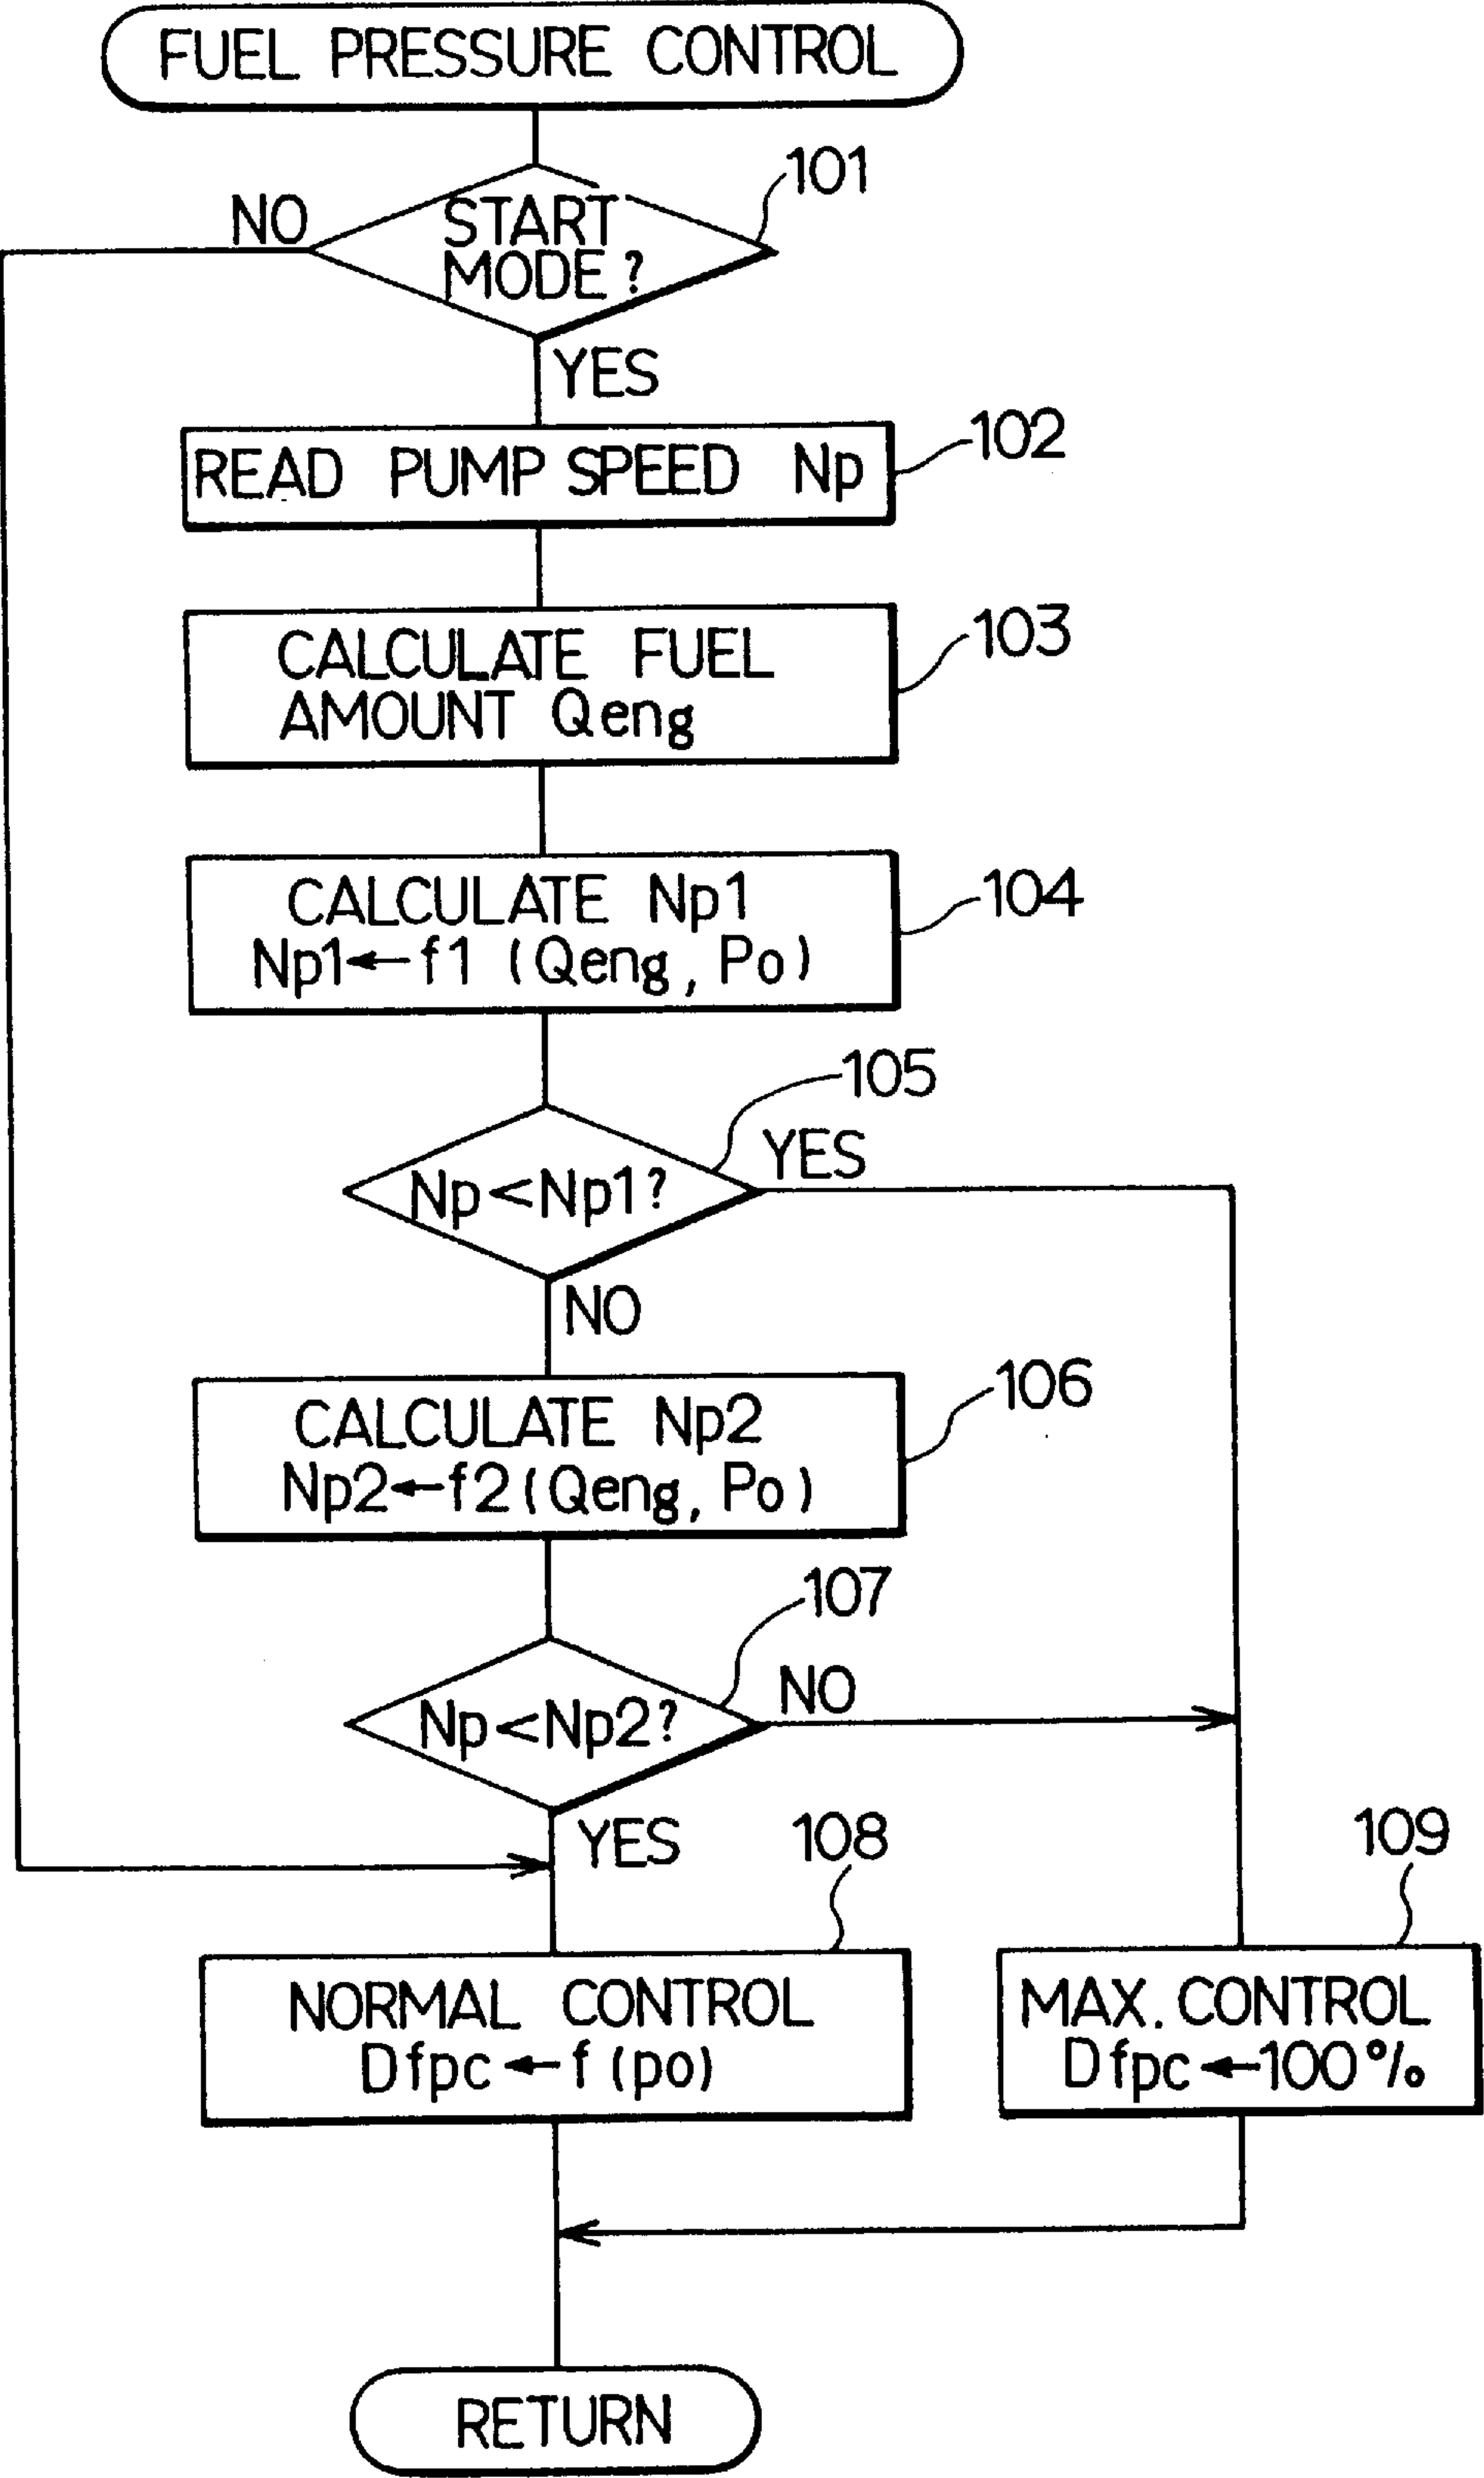 FUEL PRESSURE CONTROL
101
NO
START
MODE?
YES
102
READ PUMP SPEED Np
103
CALCULATE FUEL
AMOUNT Qeng
104
CALCULATE Np1
Np1←f1 (Qeng, Po)
105
YES
Np<Np1?
NO
106
CALCULATE Np2
Np2←f2(Qeng, Po)
107
NO
Np<Np2?
YES
108
109
NORMAL CONTROL
Dfpc←f(po)
MAX. CONTROL
Dfpc←100%
RETURN